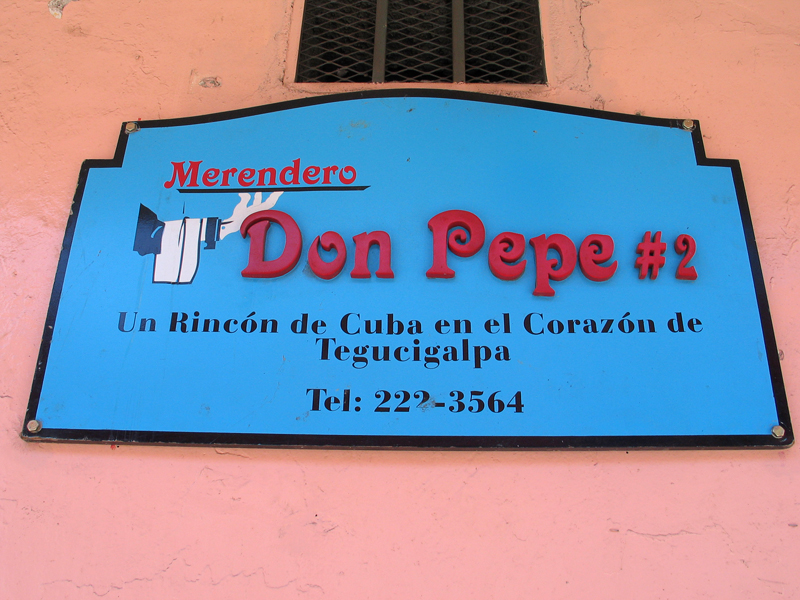 Merendero
Don Pepe #2
Un Rincón de Cuba en el Corazón de
Tegucigalpa
Tel: 222-3564